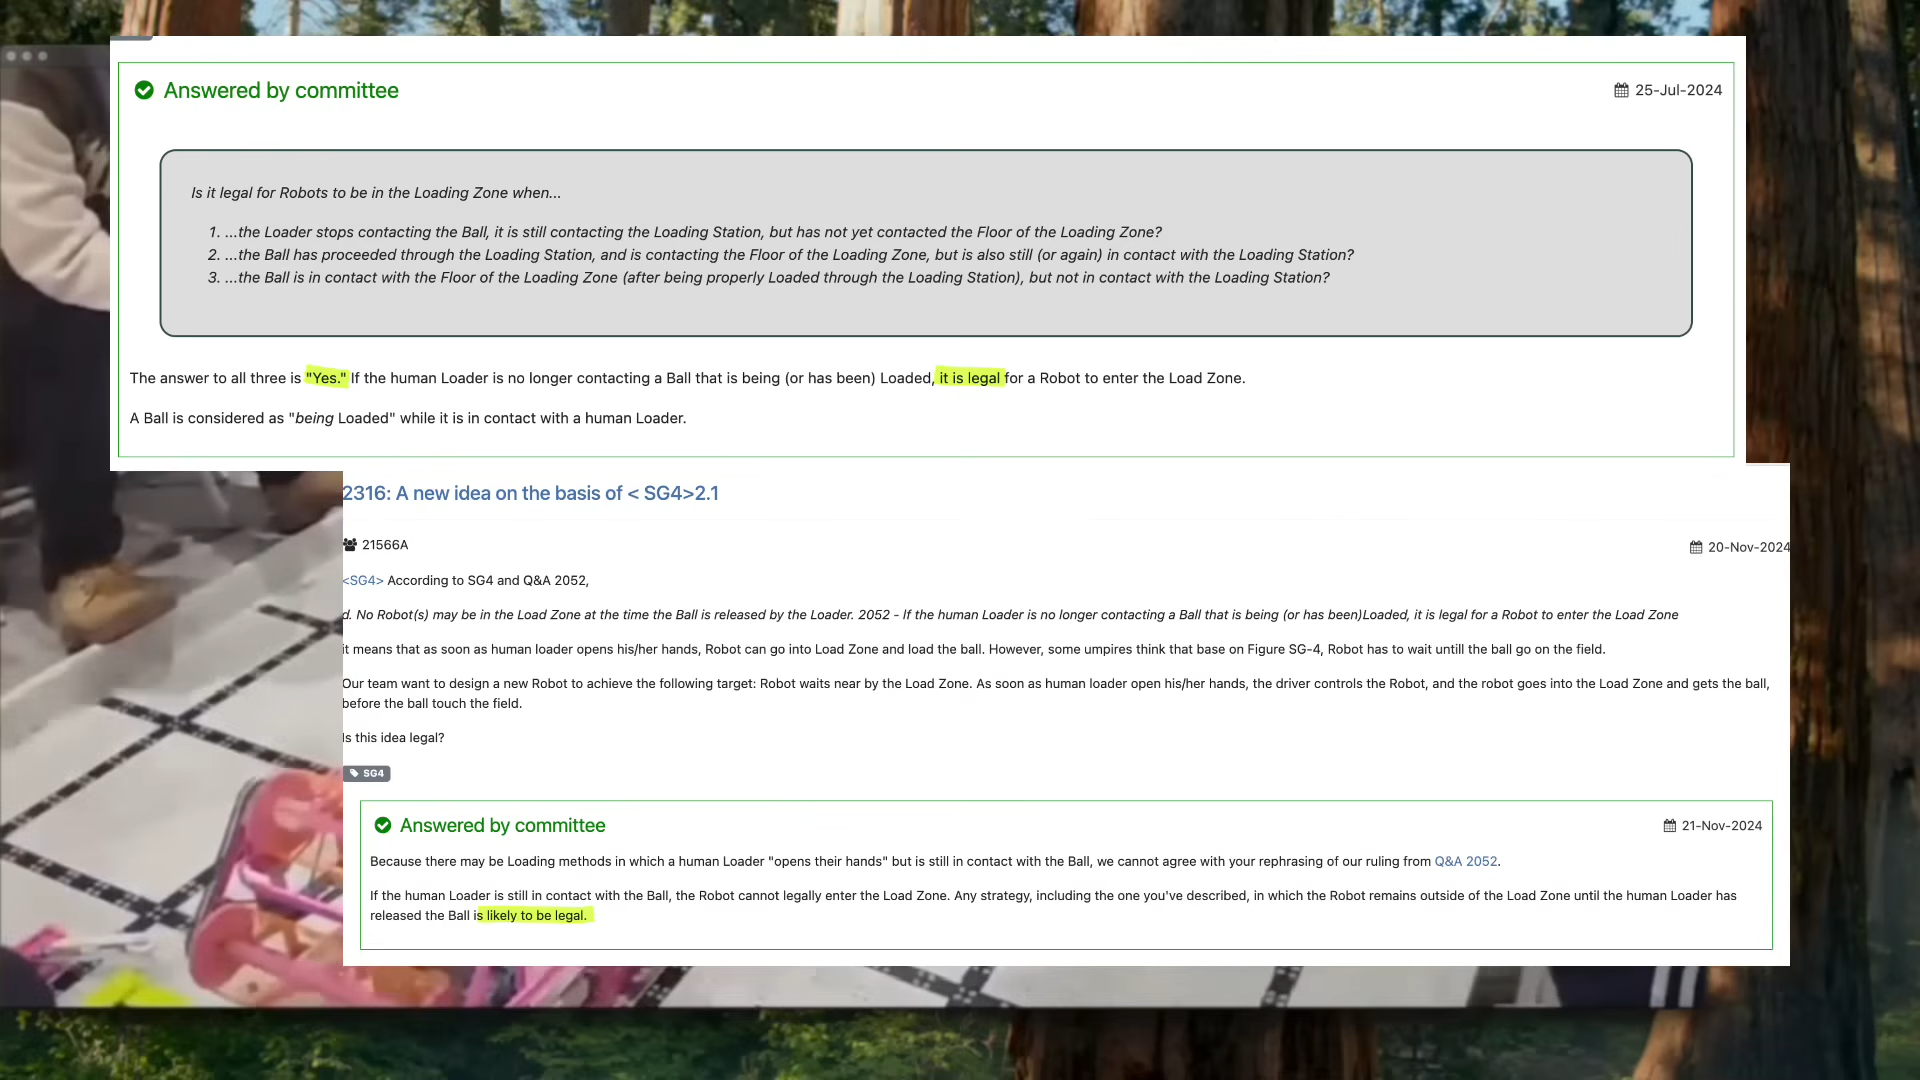 Answered by committee
25-Jul-2024
Is it legal for Robots to be in the Loading Zone when...
1. ...the Loader stops contacting the Ball, it is still contacting the Loading Station, but has not yet contacted the Floor of the Loading Zone?
2. ...the Ball has proceeded through the Loading Station, and is contacting the Floor of the Loading Zone, but is also still (or again) in contact with the Loading Station?
3. ...the Ball is in contact with the Floor of the Loading Zone (after being properly Loaded through the Loading Station), but not in contact with the Loading Station?
The answer to all three is "Yes." If the human Loader is no longer contacting a Ball that is being (or has been) Loaded, it is legal for a Robot to enter the Load Zone.
A Ball is considered as "being Loaded" while it is in contact with a human Loader.
2316: A new idea on the basis of < SG4>2.1
21566A
20-Nov-2024
<SG4> According to SG4 and Q&A 2052,
d. No Robot(s) may be in the Load Zone at the time the Ball is released by the Loader. 2052 - If the human Loader is no longer contacting a Ball that is being (or has been)Loaded, it is legal for a Robot to enter the Load Zone
it means that as soon as human loader opens his/her hands, Robot can go into Load Zone and load the ball. However, some umpires think that base on Figure SG-4, Robot has to wait untill the ball go on the field.
Our team want to design a new Robot to achieve the following target: Robot waits near by the Load Zone. As soon as human loader open his/her hands, the driver controls the Robot, and the robot goes into the Load Zone and gets the ball,
before the ball touch the field.
Is this idea legal?
SG4
Answered by committee
21-Nov-2024
Because there may be Loading methods in which a human Loader "opens their hands" but is still in contact with the Ball, we cannot agree with your rephrasing of our ruling from Q&A 2052.
If the human Loader is still in contact with the Ball, the Robot cannot legally enter the Load Zone. Any strategy, including the one you've described, in which the Robot remains outside of the Load Zone until the human Loader has
released the Ball is likely to be legal.